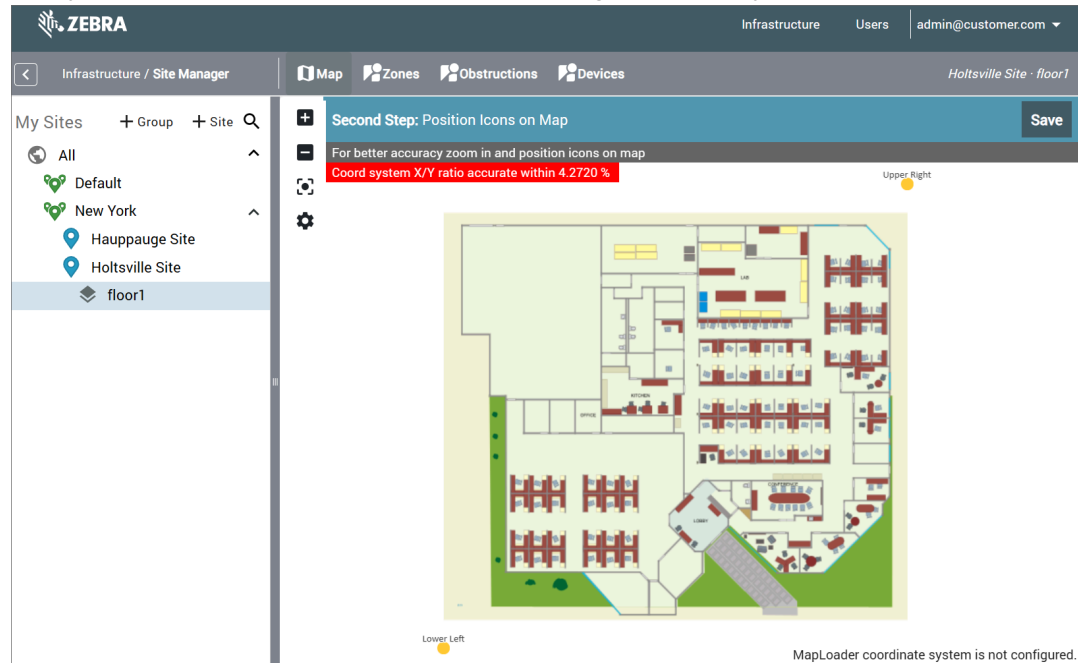 ZEBRA
Infrastructure Users admin@customer.com
Infrastructure / Site Manager
Map Zones Obstructions Devices
Holtsville Site · floor1
My Sites + Group + Site
All
Default
New York
Hauppauge Site
Holtsville Site
floor1
Second Step: Position Icons on Map
Save
For better accuracy zoom in and position icons on map
Coord system X/Y ratio accurate within 4.2720 %
Upper Right
LAB
KITCHEN
OFFICE
CONFERENCE
LOBBY
Lower Left
MapLoader coordinate system is not configured.